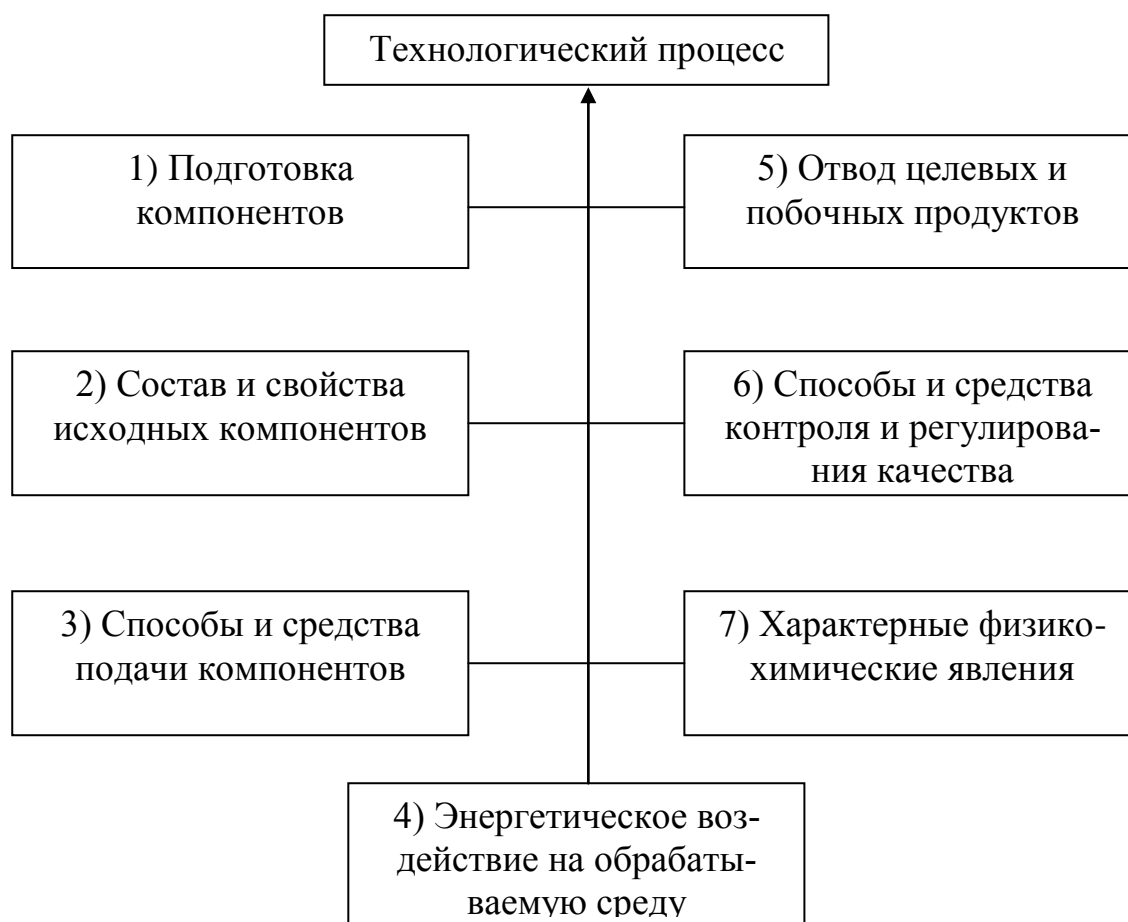 Технологический процесс
1) Подготовка
компонентов
5) Отвод целевых и
побочных продуктов
2) Состав и свойства
исходных компонентов
6) Способы и средства
контроля и регулирова-
ния качества
3) Способы и средства
подачи компонентов
7) Характерные физико-
химические явления
4) Энергетическое воз-
действие на обрабаты-
ваемую среду